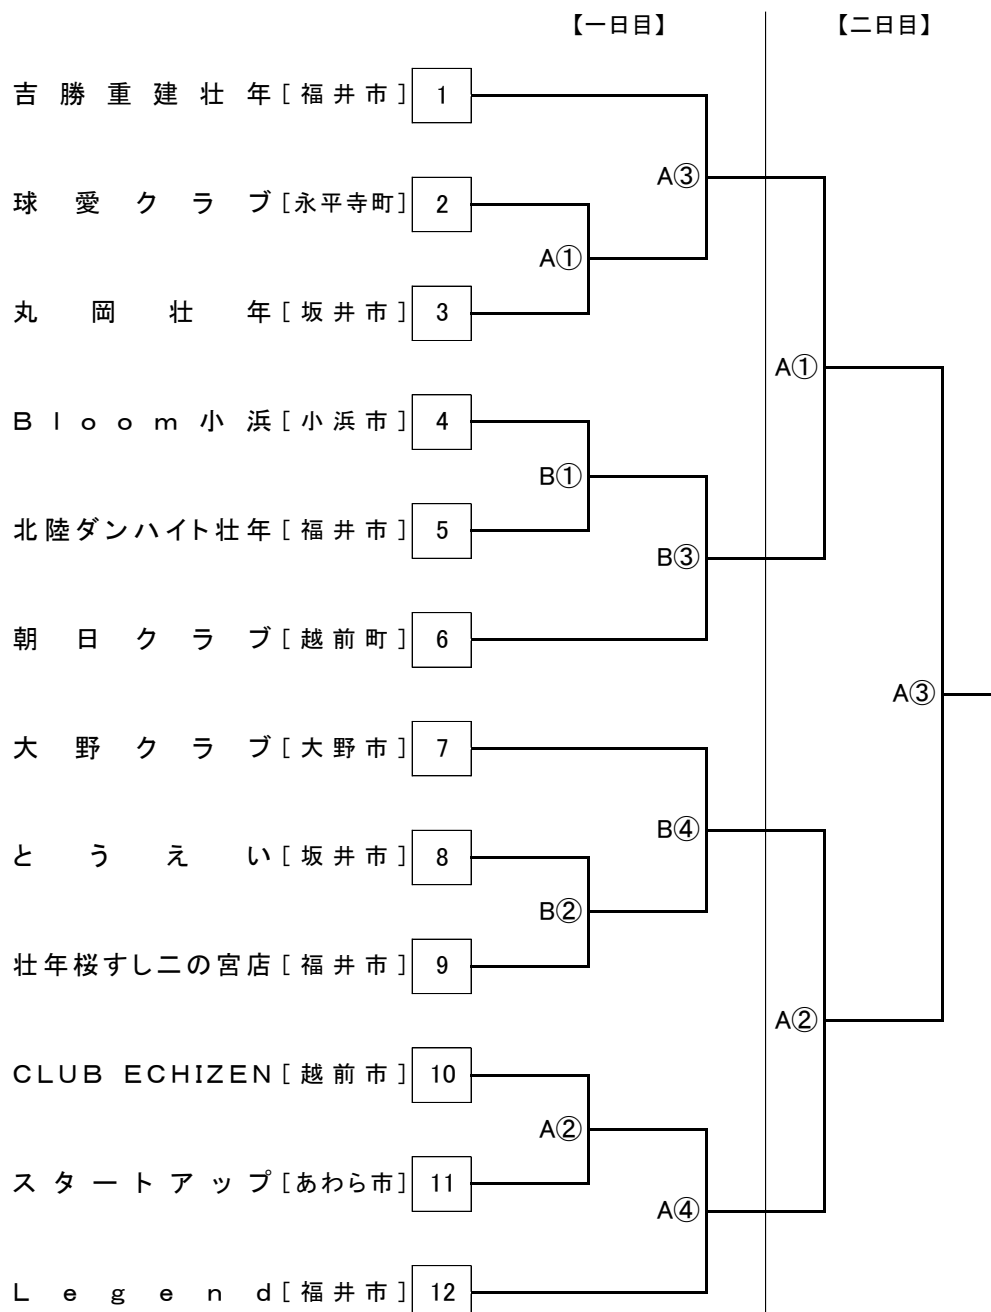 【一日目】 【二日目】
吉勝重建壮年[福井市] 1
A③
球愛クラブ[永平寺町] 2
A①
丸岡壮年[坂井市] 3
A①
Bloom小浜[小浜市] 4
B①
北陸ダンハイト壮年[福井市] 5
B③
朝日クラブ[越前町] 6
A③
大野クラブ[大野市] 7
B④
とうえい[坂井市] 8
B②
壮年桜すし二の宮店[福井市] 9
A②
CLUB ECHIZEN[越前市] 10
A②
スタートアップ[あわら市] 11
A④
Legend[福井市] 12